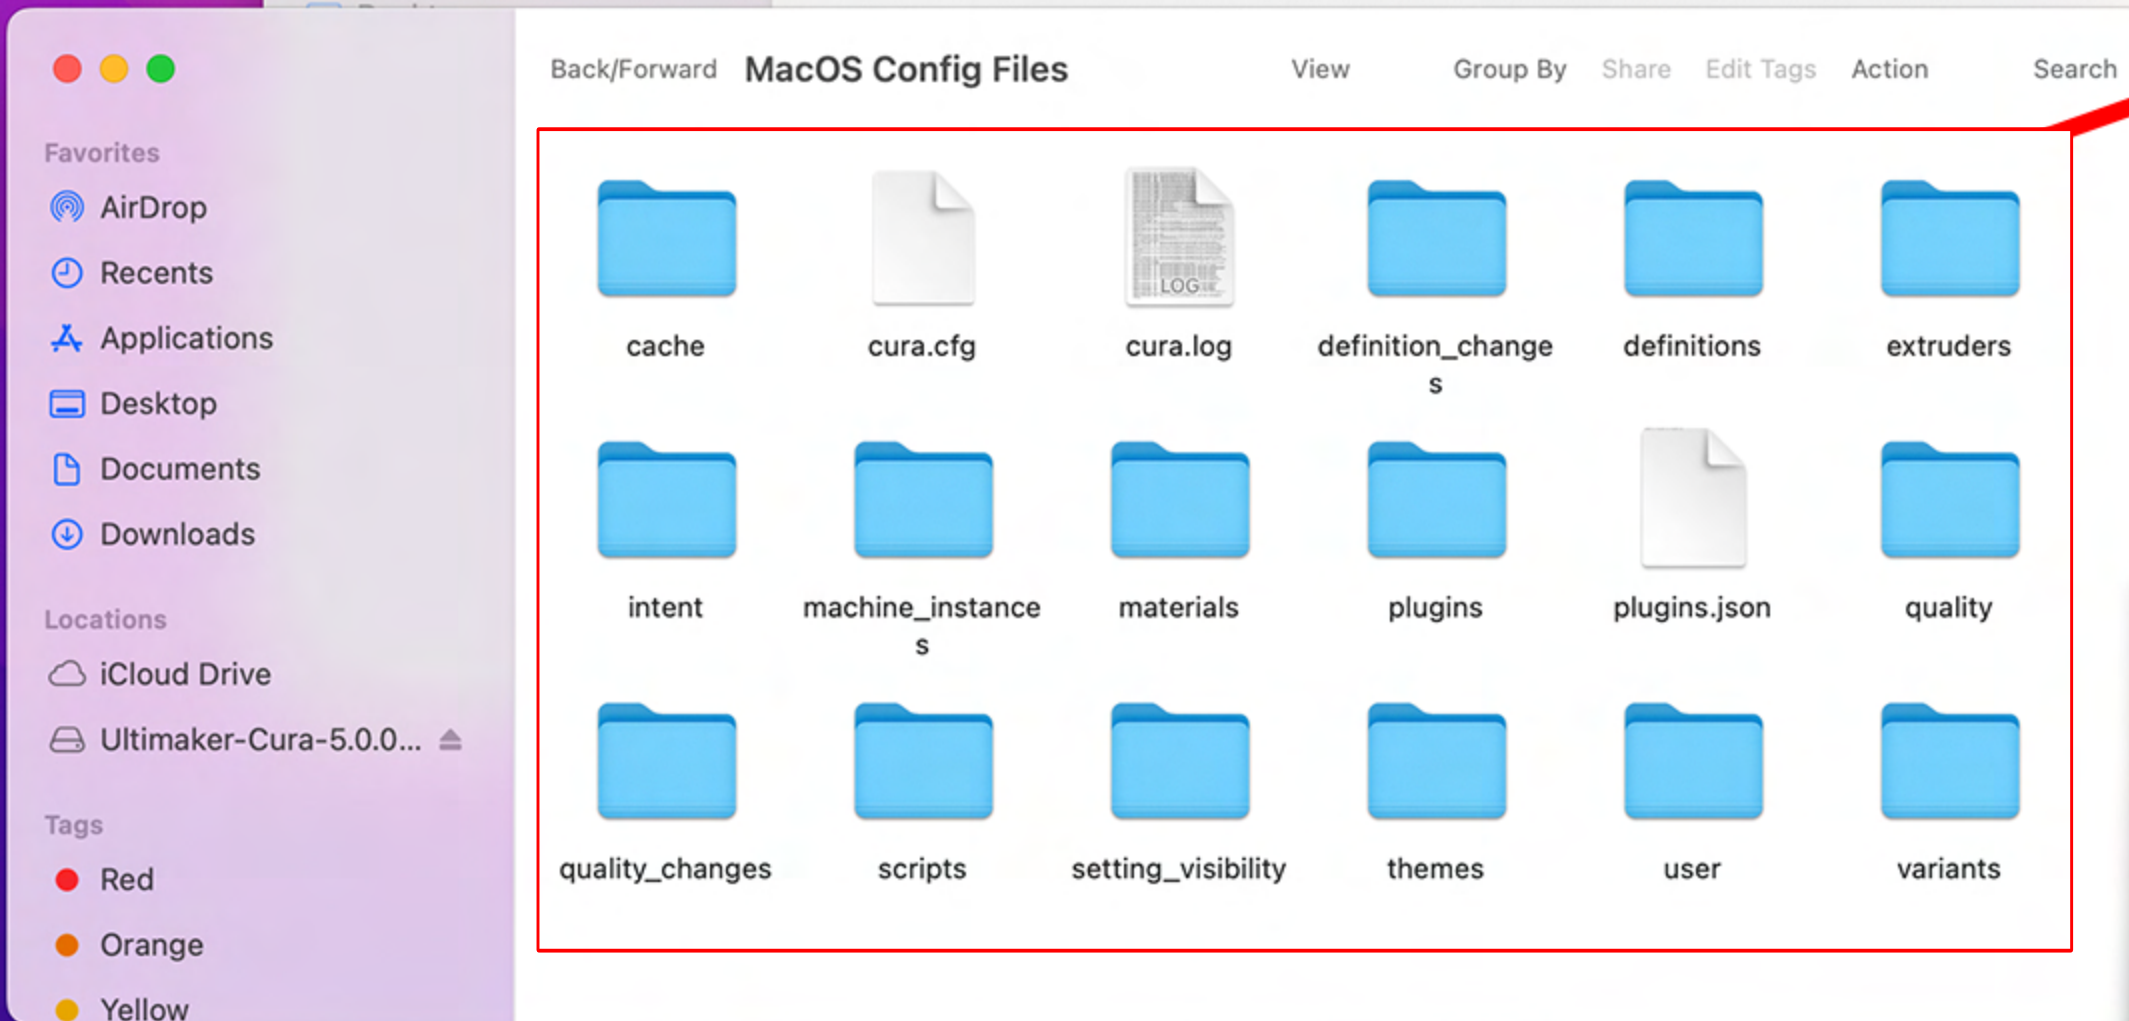 Back/Forward MacOS Config Files View Group By Share Edit Tags Action Search
Favorites
AirDrop
Recents
Applications
Desktop
Documents
Downloads
Locations
iCloud Drive
Ultimaker-Cura-5.0.0...
Tags
Red
Orange
Yellow
cache cura.cfg LOG cura.log definition_change definitions extruders
s
intent machine_instance materials plugins plugins.json quality
s
quality_changes scripts setting_visibility themes user variants